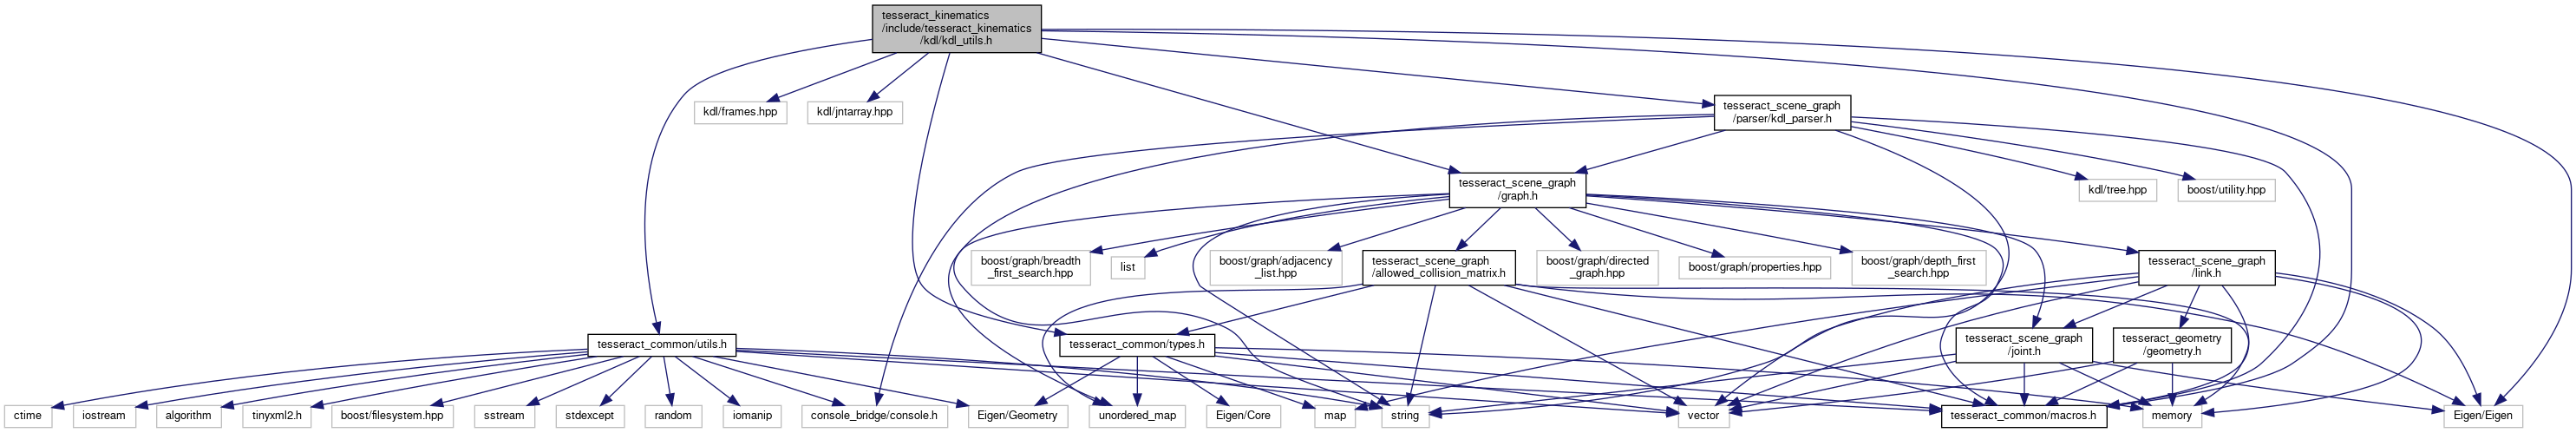 tesseract_kinematics
/include/tesseract_kinematics
/kdl/kdl_utils.h
kdl/frames.hpp
kdl/jntarray.hpp
tesseract_scene_graph
/parser/kdl_parser.h
tesseract_scene_graph
/graph.h
kdl/tree.hpp
boost/utility.hpp
boost/graph/breadth
_first_search.hpp
list
boost/graph/adjacency
_list.hpp
tesseract_scene_graph
/allowed_collision_matrix.h
boost/graph/directed
_graph.hpp
boost/graph/properties.hpp
boost/graph/depth_first
_search.hpp
tesseract_scene_graph
/link.h
tesseract_common/utils.h
tesseract_common/types.h
tesseract_scene_graph
/joint.h
tesseract_geometry
/geometry.h
ctime
iostream
algorithm
tinyxml2.h
boost/filesystem.hpp
sstream
stdexcept
random
iomanip
console_bridge/console.h
Eigen/Geometry
unordered_map
Eigen/Core
map
string
vector
tesseract_common/macros.h
memory
Eigen/Eigen